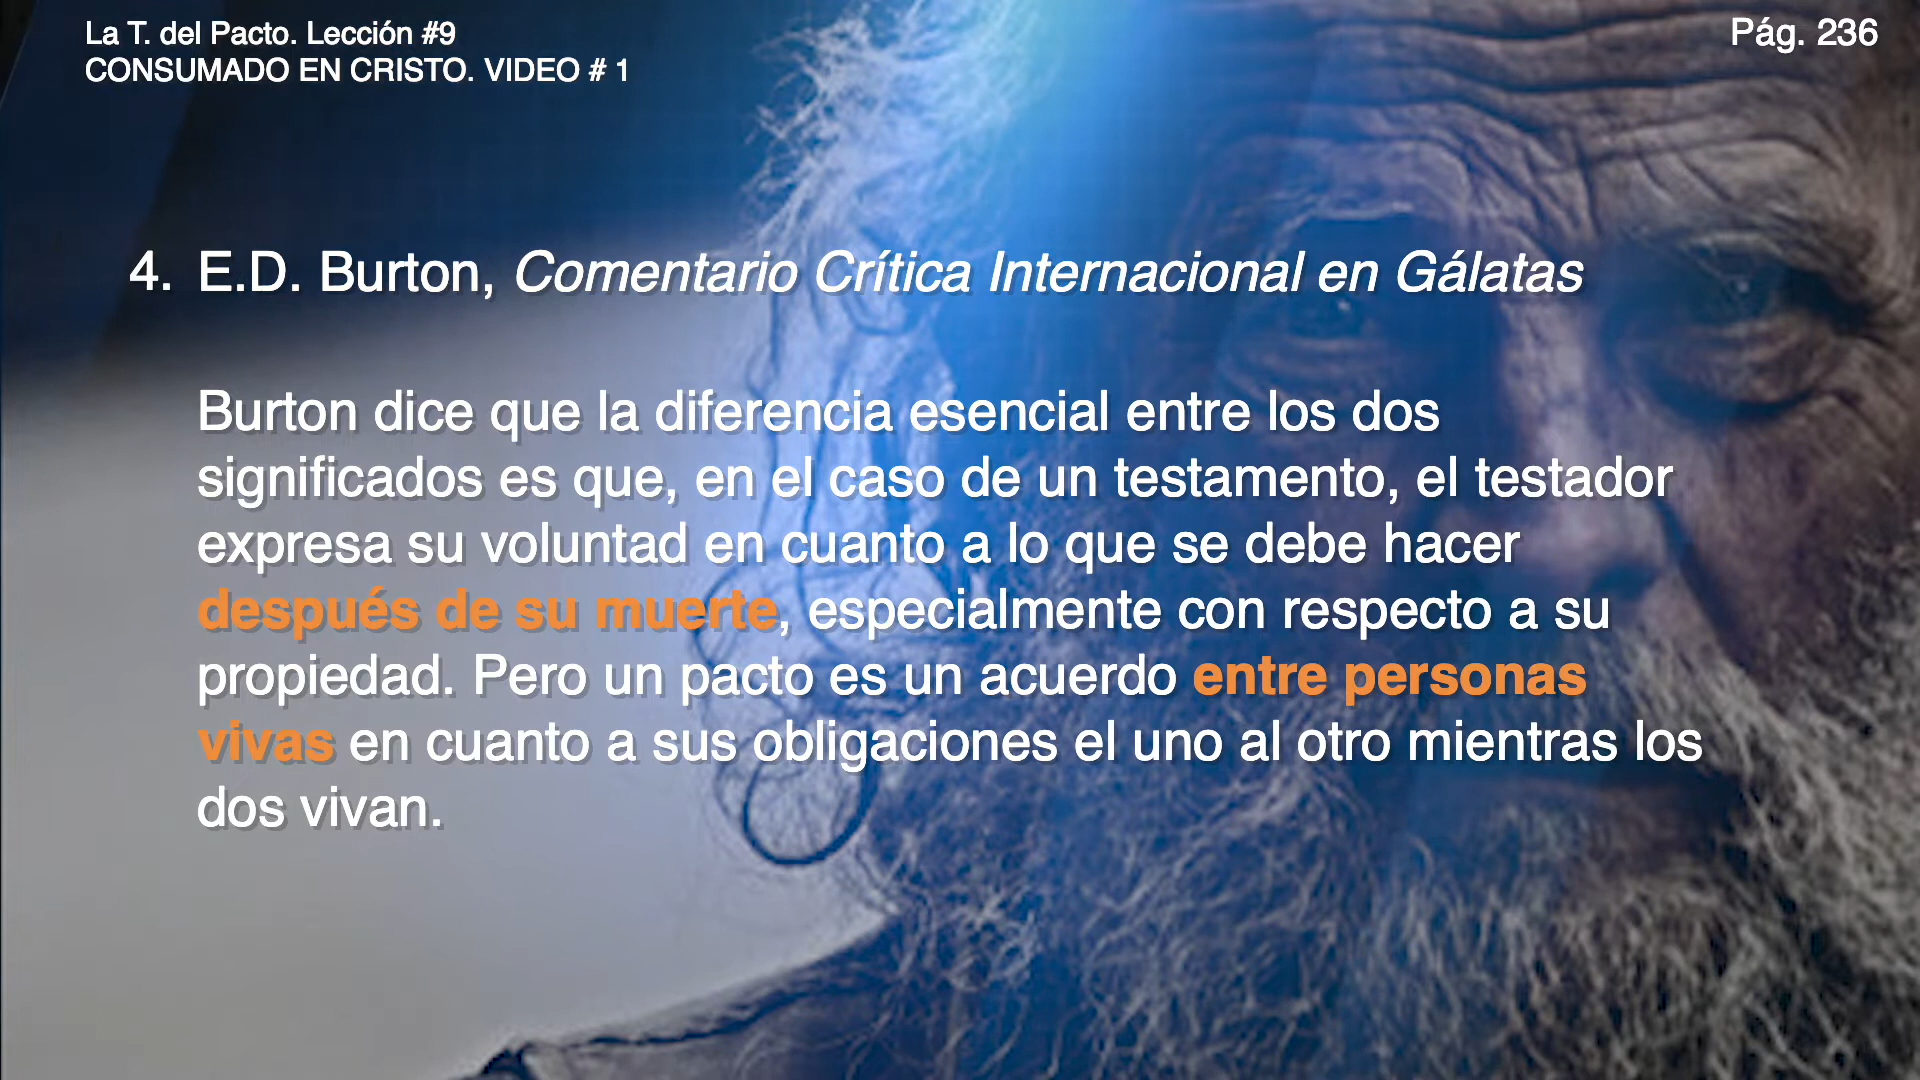 La T. del Pacto. Lección #9
CONSUMADO EN CRISTO. VIDEO # 1
Pág. 236
4. E.D. Burton, Comentario Crítica Internacional en Gálatas
Burton dice que la diferencia esencial entre los dos
significados es que, en el caso de un testamento, el testador
expresa su voluntad en cuanto a lo que se debe hacer
después de su muerte, especialmente con respecto a su
propiedad. Pero un pacto es un acuerdo entre personas
vivas en cuanto a sus obligaciones el uno al otro mientras los
dos vivan.